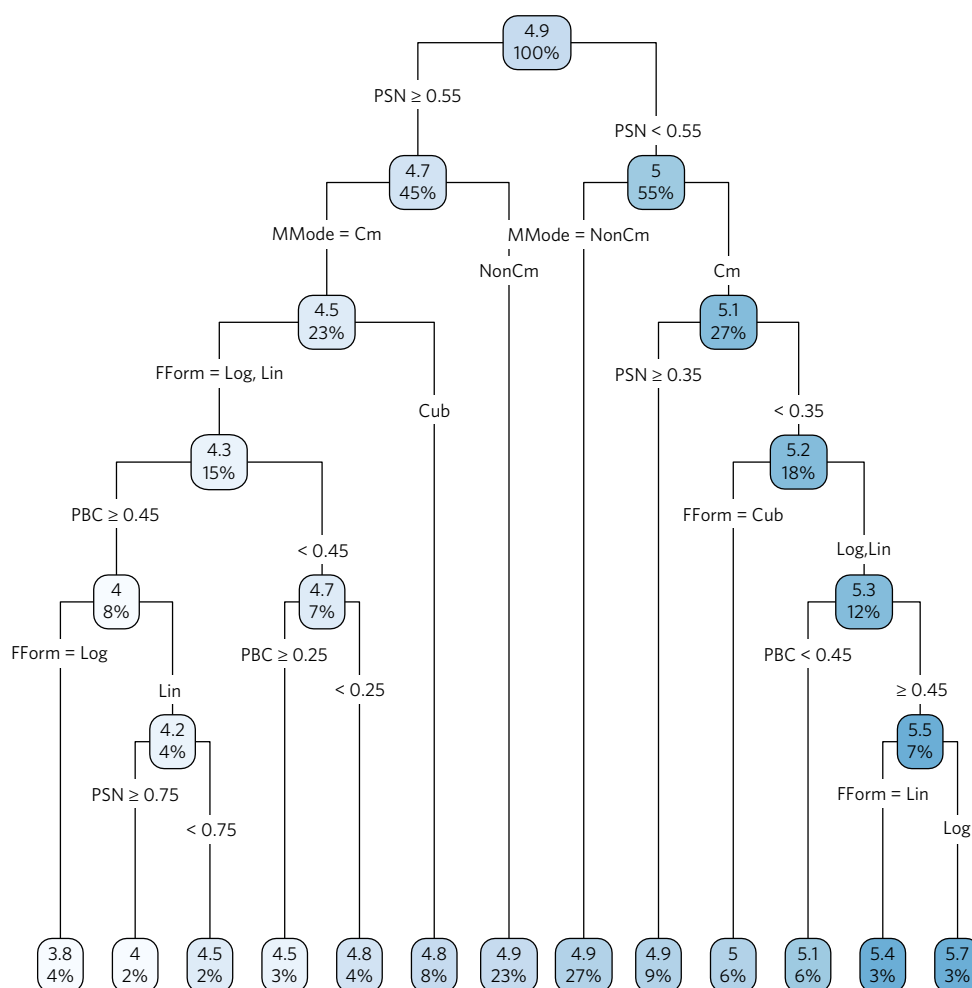 4.9
100%
PSN ≥ 0.55
PSN < 0.55
4.7
45%
5
55%
MMode = Cm
MMode = NonCm
NonCm
Cm
4.5
23%
5.1
27%
FForm = Log, Lin
PSN ≥ 0.35
Cub
< 0.35
4.3
15%
5.2
18%
PBC ≥ 0.45
FForm = Cub
< 0.45
Log,Lin
4
8%
4.7
7%
5.3
12%
FForm = Log
PBC ≥ 0.25
PBC < 0.45
Lin
< 0.25
≥ 0.45
4.2
4%
5.5
7%
PSN ≥ 0.75
FForm = Lin
< 0.75
Log
3.8 4 4.5 4.5 4.8 4.8 4.9 4.9 4.9 5 5.1 5.4 5.7
4% 2% 2% 3% 4% 8% 23% 27% 9% 6% 6% 3% 3%